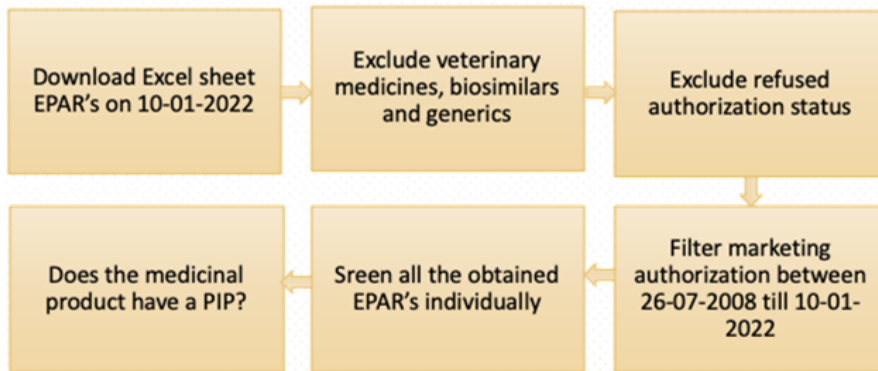 Download Excel sheet
EPAR's on 10-01-2022
Exclude veterinary
medicines, biosimilars
and generics
Exclude refused
authorization status
Filter marketing
authorization between
26-07-2008 till 10-01-
2022
Sreen all the obtained
EPAR's individually
Does the medicinal
product have a PIP?